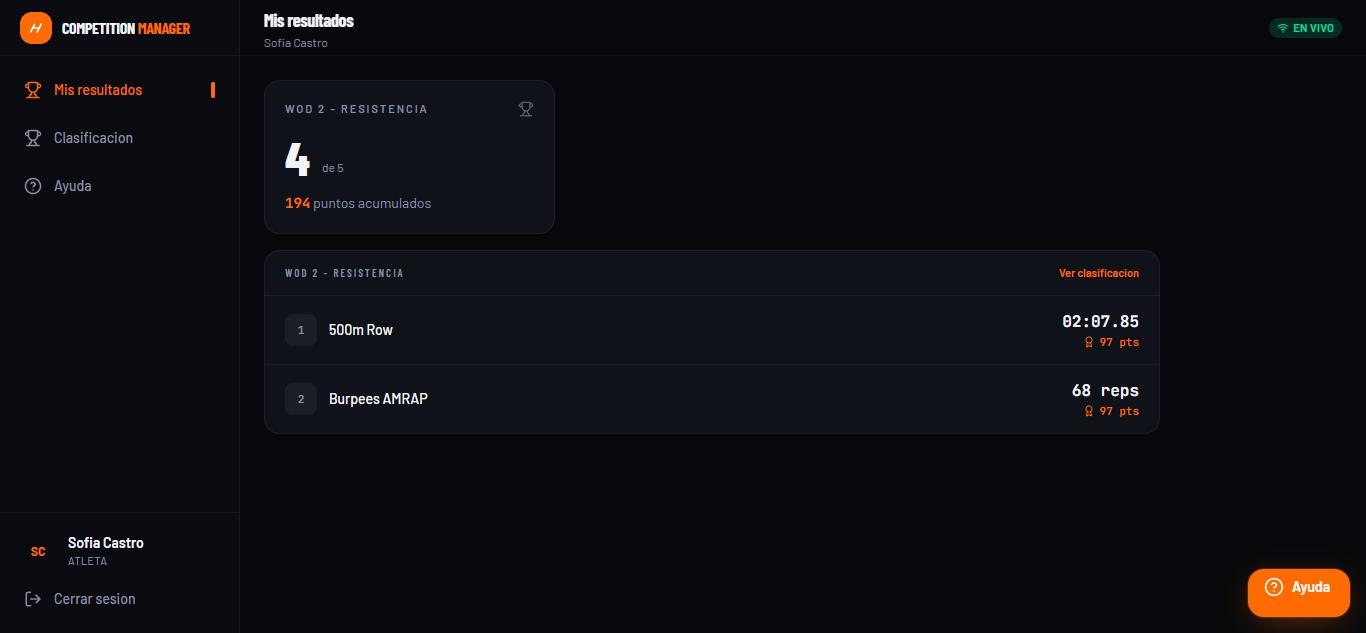 COMPETITION MANAGER
Mis resultados
Clasificacion
Ayuda
SC
Sofia Castro
ATLETA
Cerrar sesion
Mis resultados
Sofia Castro
EN VIVO
WOD 2 - RESISTENCIA
4 de 5
194 puntos acumulados
WOD 2 - RESISTENCIA
Ver clasificacion
1 500m Row 02:07.85
97 pts
2 Burpees AMRAP 68 reps
97 pts
Ayuda